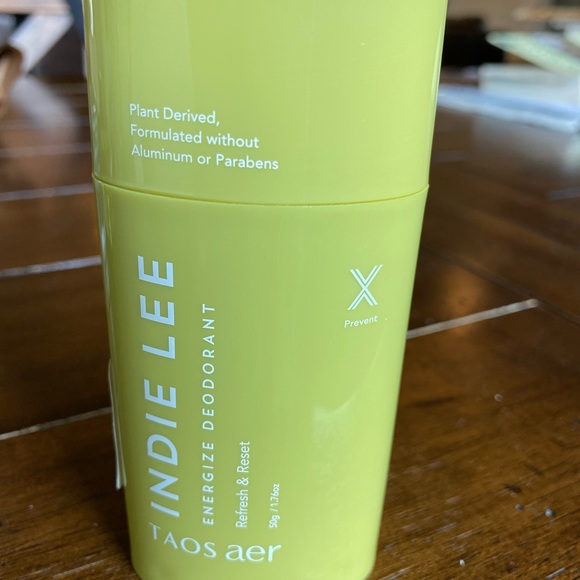 Plant Derived,
Formulated without
Aluminum or Parabens
INDIE LEE
ENERGIZE DEODORANT
Refresh & Reset
50g / 1.76oz
X
Prevent
TAOS aer